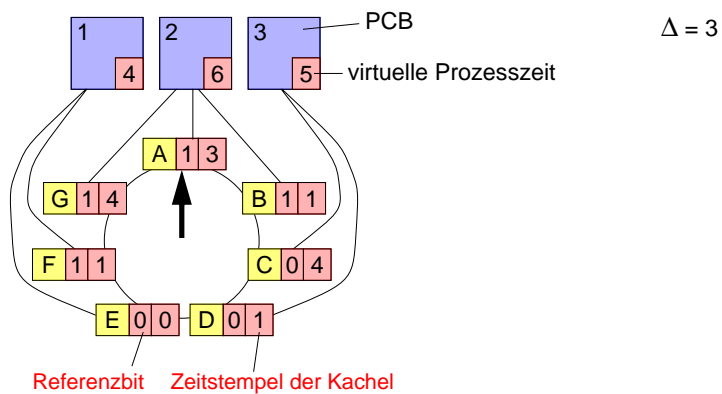 PCB
Δ = 3
1 2 3
4 6 5
virtuelle Prozesszeit
A 1 3
G 1 4
B 1 1
F 1 1
C 0 4
E 0 0
D 0 1
Referenzbit
Zeitstempel der Kachel